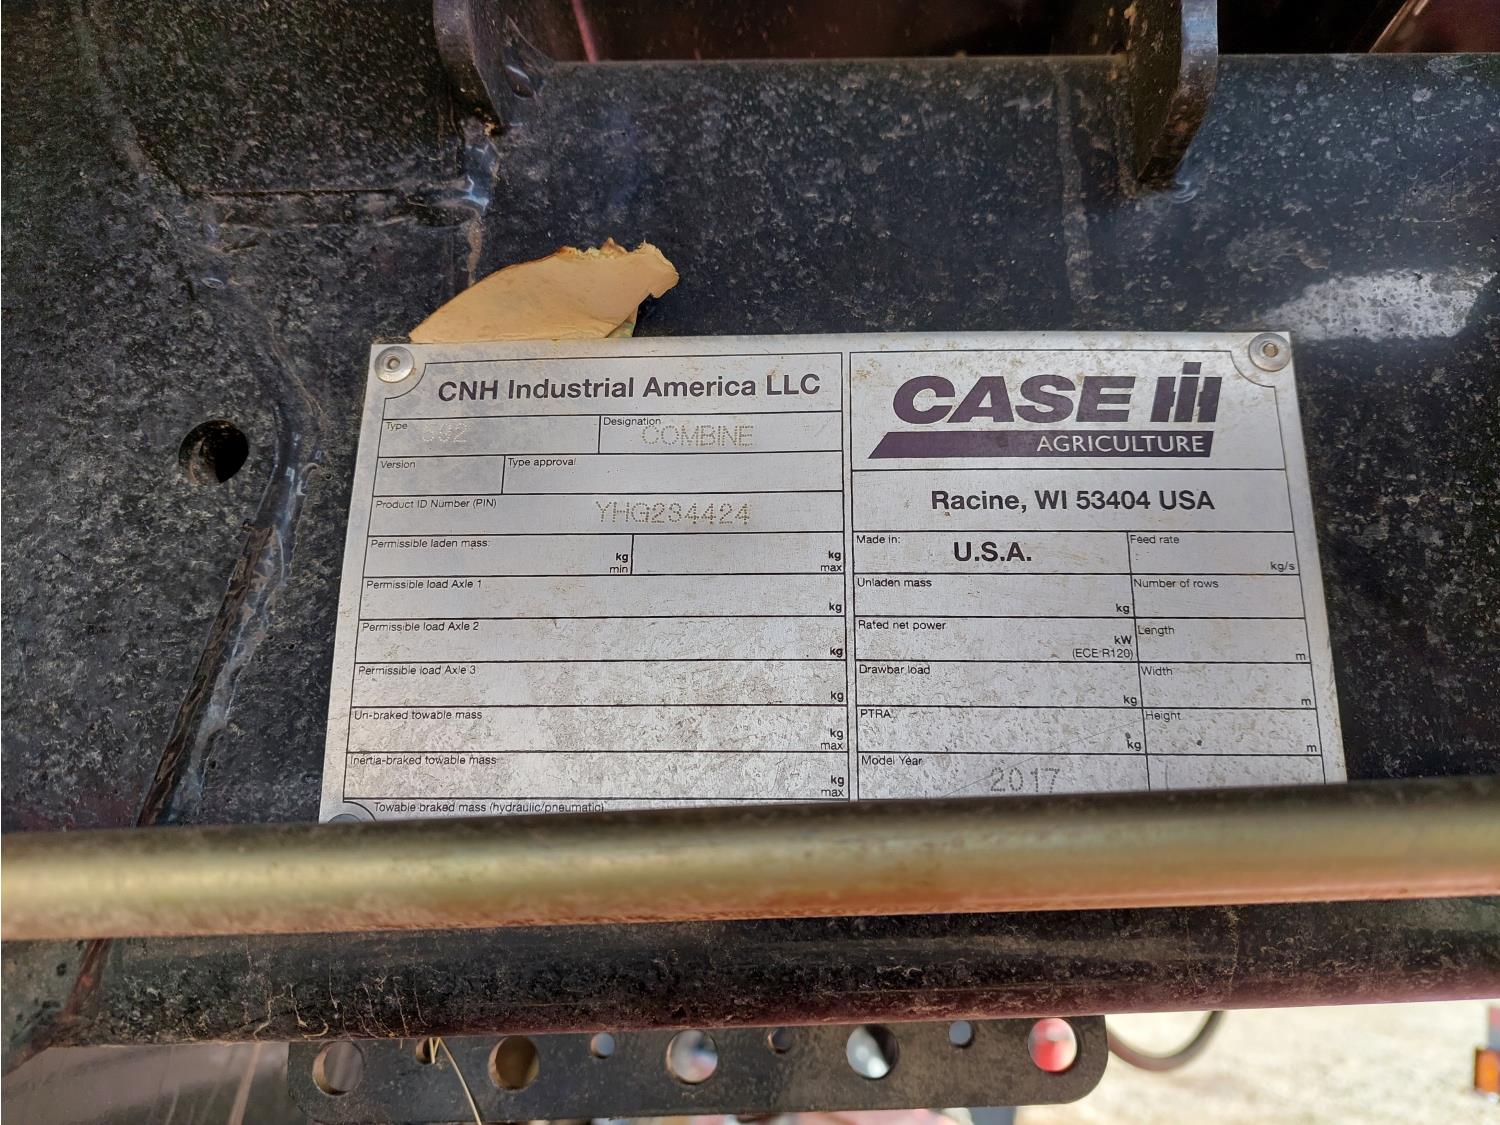 CNH Industrial America LLC
Type 592
Designation COMBINE
Version
Type approval
Product ID Number (PIN) YHG234424
Permissible laden mass: kg min kg max
Permissible load Axle 1 kg
Permissible load Axle 2 kg
Permissible load Axle 3 kg
Un-braked towable mass kg max
Inertia-braked towable mass kg max
Towable braked mass (hydraulic/pneumatic)
CASE IH
AGRICULTURE
Racine, WI 53404 USA
Made in: U.S.A.
Feed rate kg/s
Unladen mass kg
Number of rows
Rated net power kW (ECE R120)
Length m
Drawbar load kg
Width m
PTRA: kg
Height m
Model Year 2017